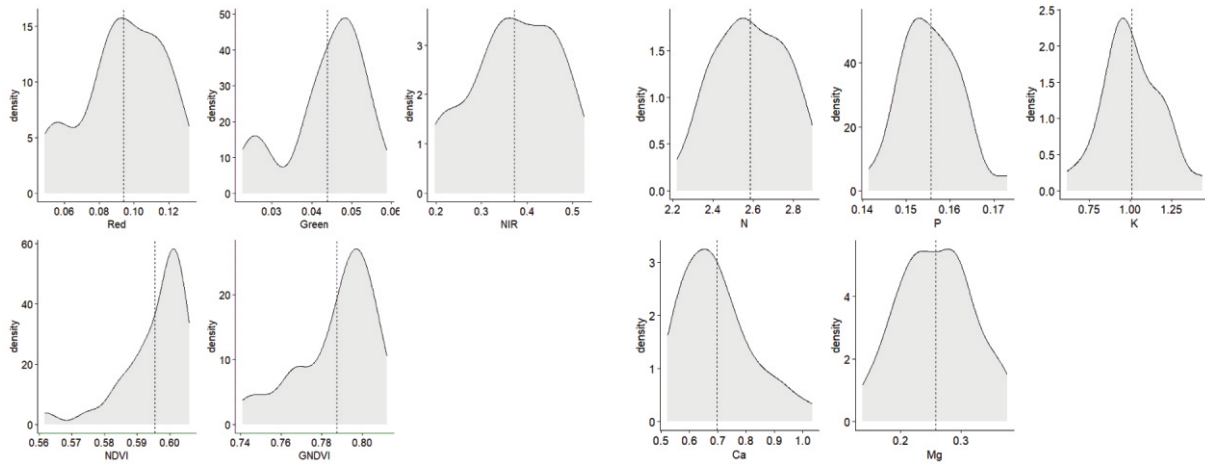 15
10
5
0
density
0.06 0.08 0.10 0.12
Red
50
40
30
20
10
0
density
0.03 0.04 0.05 0.06
Green
3
2
1
0
density
0.2 0.3 0.4 0.5
NIR
1.5
1.0
0.5
0.0
density
2.2 2.4 2.6 2.8
N
40
20
0
density
0.14 0.15 0.16 0.17
P
2.5
2.0
1.5
1.0
0.5
0.0
density
0.75 1.00 1.25
K
60
40
20
0
density
0.56 0.57 0.58 0.59 0.60
NDVI
20
10
0
density
0.74 0.76 0.78 0.80
GNDVI
3
2
1
0
density
0.5 0.6 0.7 0.8 0.9 1.0
Ca
4
2
0
density
0.2 0.3
Mg